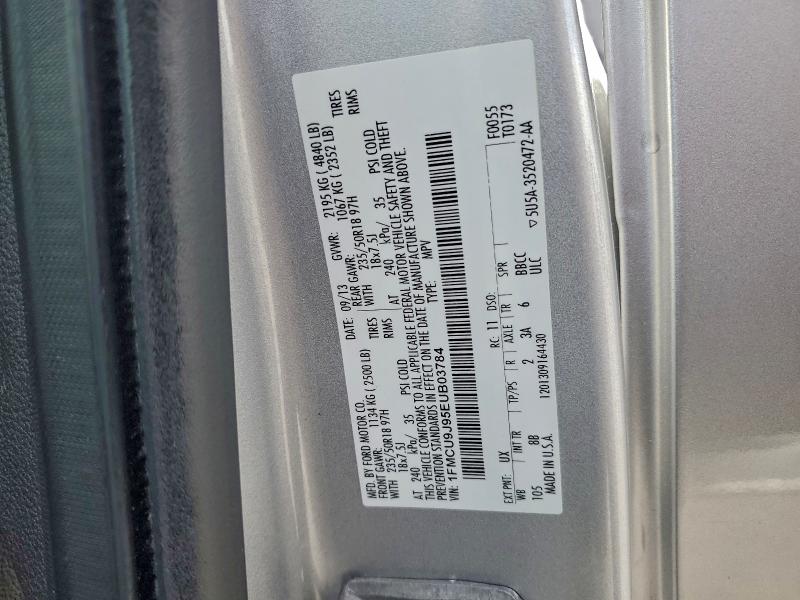 MFD. BY FORD MOTOR CO. DATE: 09/13 GVWR: 2195 KG ( 4840 LB)
FRONT GAWR: 1134 KG ( 2500 LB) REAR GAWR: 1067 KG ( 2352 LB)
WITH 235/50R18 97H TIRES WITH 235/50R18 97H TIRES
18x7.5J RIMS 18x7.5J RIMS
AT 240 kPa/ 35 PSI COLD AT 240 kPa/ 35 PSI COLD
THIS VEHICLE CONFORMS TO ALL APPLICABLE FEDERAL MOTOR VEHICLE SAFETY AND THEFT
PREVENTION STANDARDS IN EFFECT ON THE DATE OF MANUFACTURE SHOWN ABOVE.
VIN: 1FMCU9J95EUB03784 TYPE: MPV
F0055
T0173
EXT PNT: UX RC: 11 DSO:
WB INT TR TP/PS R AXLE TR SPR
105 8B 2 3A 6 BBCC
ULC
MADE IN U.S.A. 1201309164430 ▽5U5A-3520472-AA